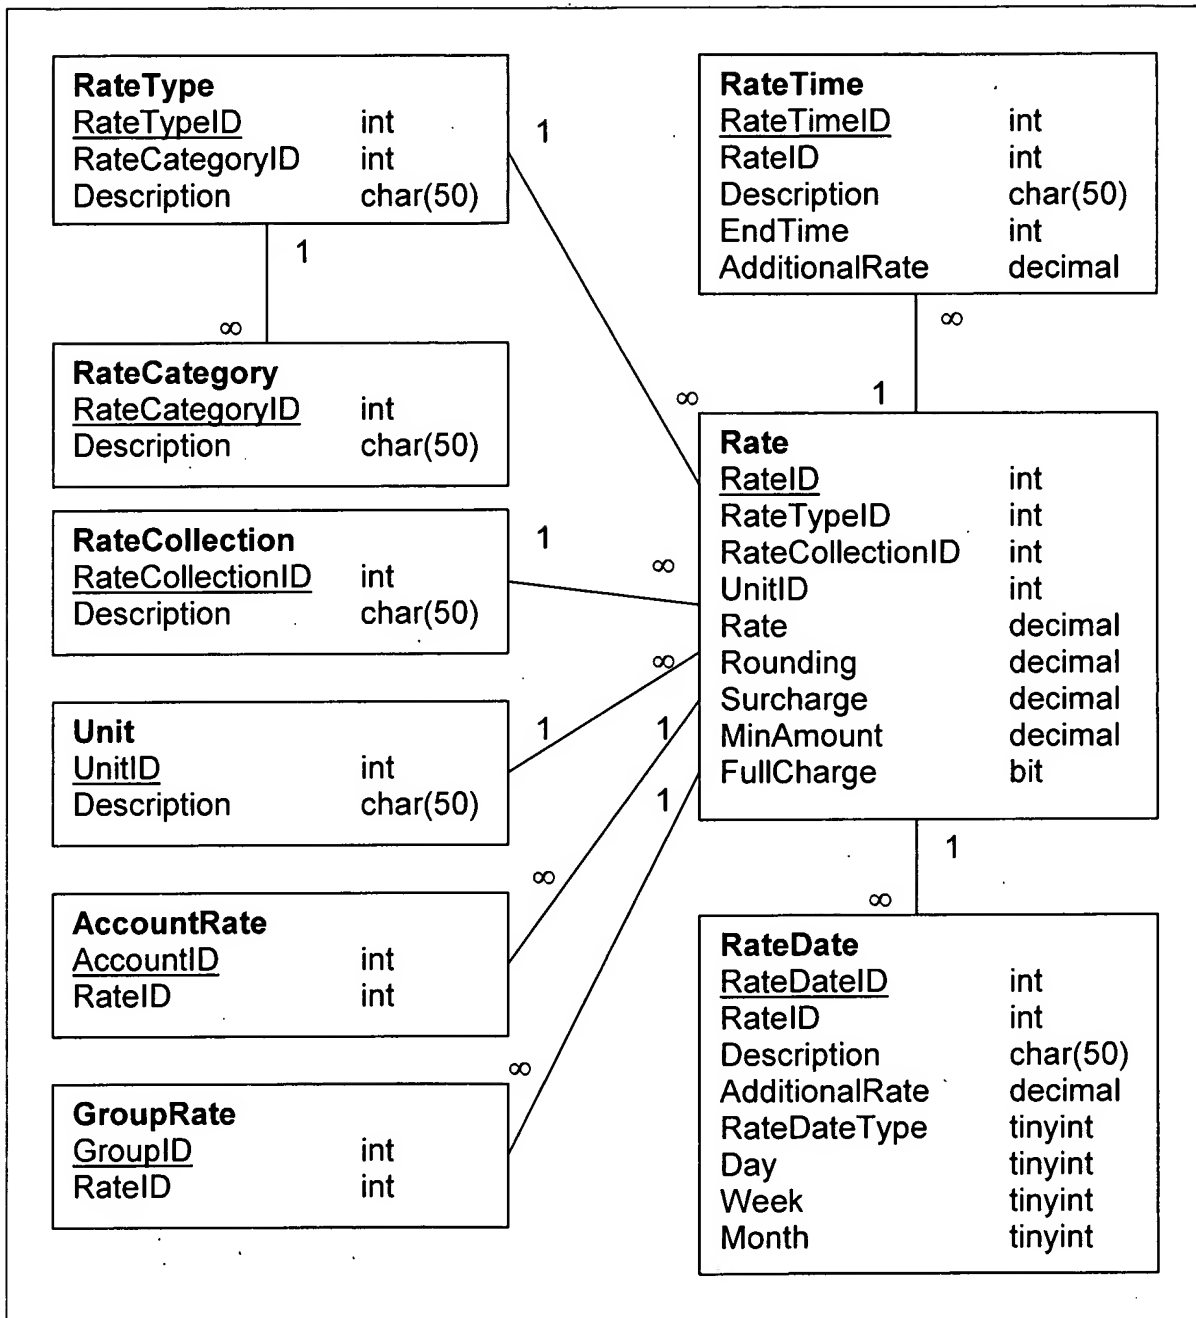 RateType
RateTypeID int
RateCategoryID int
Description char(50)
1
∞
RateCategory
RateCategoryID int
Description char(50)
RateCollection
RateCollectionID int
Description char(50)
Unit
UnitID int
Description char(50)
AccountRate
AccountID int
RateID int
GroupRate
GroupID int
RateID int
1
∞
1
∞
∞
1
1
∞
1
∞
RateTime
RateTimeID int
RateID int
Description char(50)
EndTime int
AdditionalRate decimal
∞
1
Rate
RateID int
RateTypeID int
RateCollectionID int
UnitID int
Rate decimal
Rounding decimal
Surcharge decimal
MinAmount decimal
FullCharge bit
1
∞
RateDate
RateDateID int
RateID int
Description char(50)
AdditionalRate decimal
RateDateType tinyint
Day tinyint
Week tinyint
Month tinyint